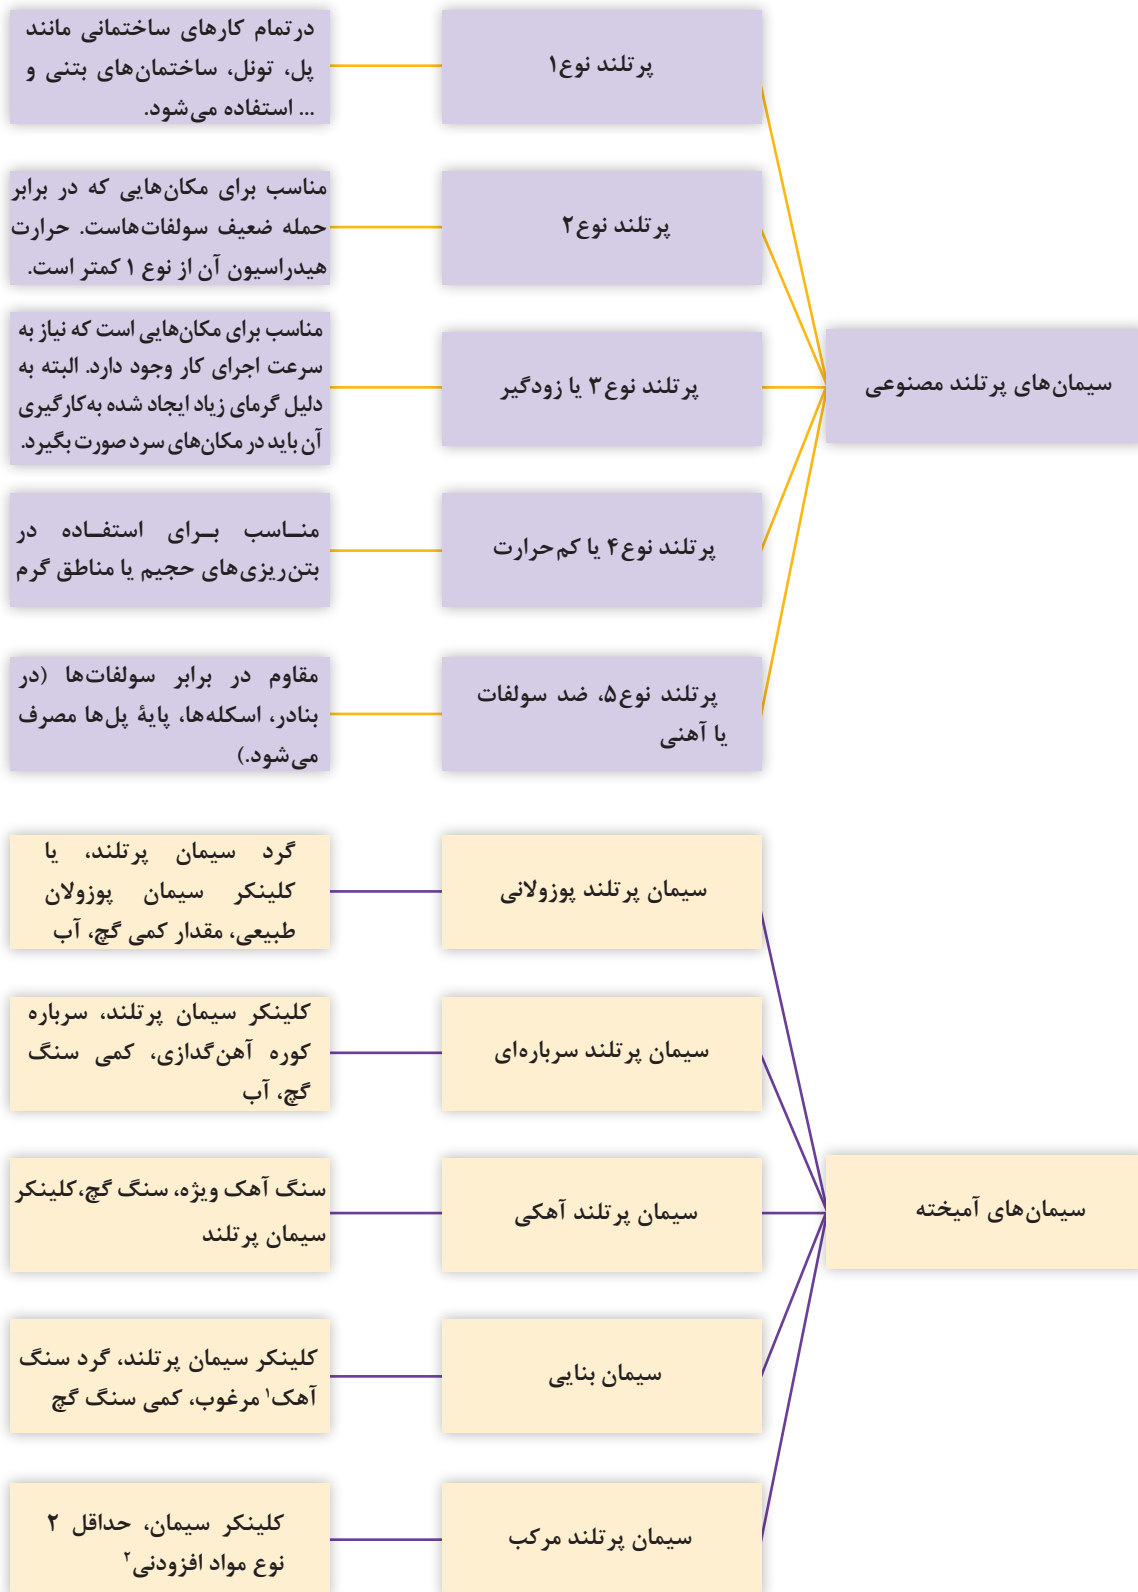 سیمان‌های پرتلند مصنوعی
پرتلند نوع۱
درتمام کارهای ساختمانی مانند
پل، تونل، ساختمان‌های بتنی و
... استفاده می‌شود.
پرتلند نوع۲
مناسب برای مکان‌هایی که در برابر
حمله ضعیف سولفات‌هاست. حرارت
هیدراسیون آن از نوع ۱ کمتر است.
پرتلند نوع۳ یا زودگیر
مناسب برای مکان‌هایی است که نیاز به
سرعت اجرای کار وجود دارد. البته به
دلیل گرمای زیاد ایجاد شده به‌کارگیری
آن باید در مکان‌های سرد صورت بگیرد.
پرتلند نوع۴ یا کم‌حرارت
منـاسب بـرای استفـاده در
بتن‌ریزی‌های حجیم یا مناطق گرم
پرتلند نوع۵، ضد سولفات
یا آهنی
مقاوم در برابر سولفات‌ها (در
بنادر، اسکله‌ها، پایهٔ پل‌ها مصرف
می‌شود.)
سیمان‌های آمیخته
سیمان پرتلند پوزولانی
گرد سیمان پرتلند، یا
کلینکر سیمان پوزولان
طبیعی، مقدار کمی گچ، آب
سیمان پرتلند سرباره‌ای
کلینکر سیمان پرتلند، سرباره
کوره آهن‌گدازی، کمی سنگ
گچ، آب
سیمان پرتلند آهکی
سنگ آهک ویژه، سنگ گچ،کلینکر
سیمان پرتلند
سیمان بنایی
کلینکر سیمان پرتلند، گرد سنگ
آهک۱ مرغوب، کمی سنگ گچ
سیمان پرتلند مرکب
کلینکر سیمان، حداقل ۲
نوع مواد افزودنی۲